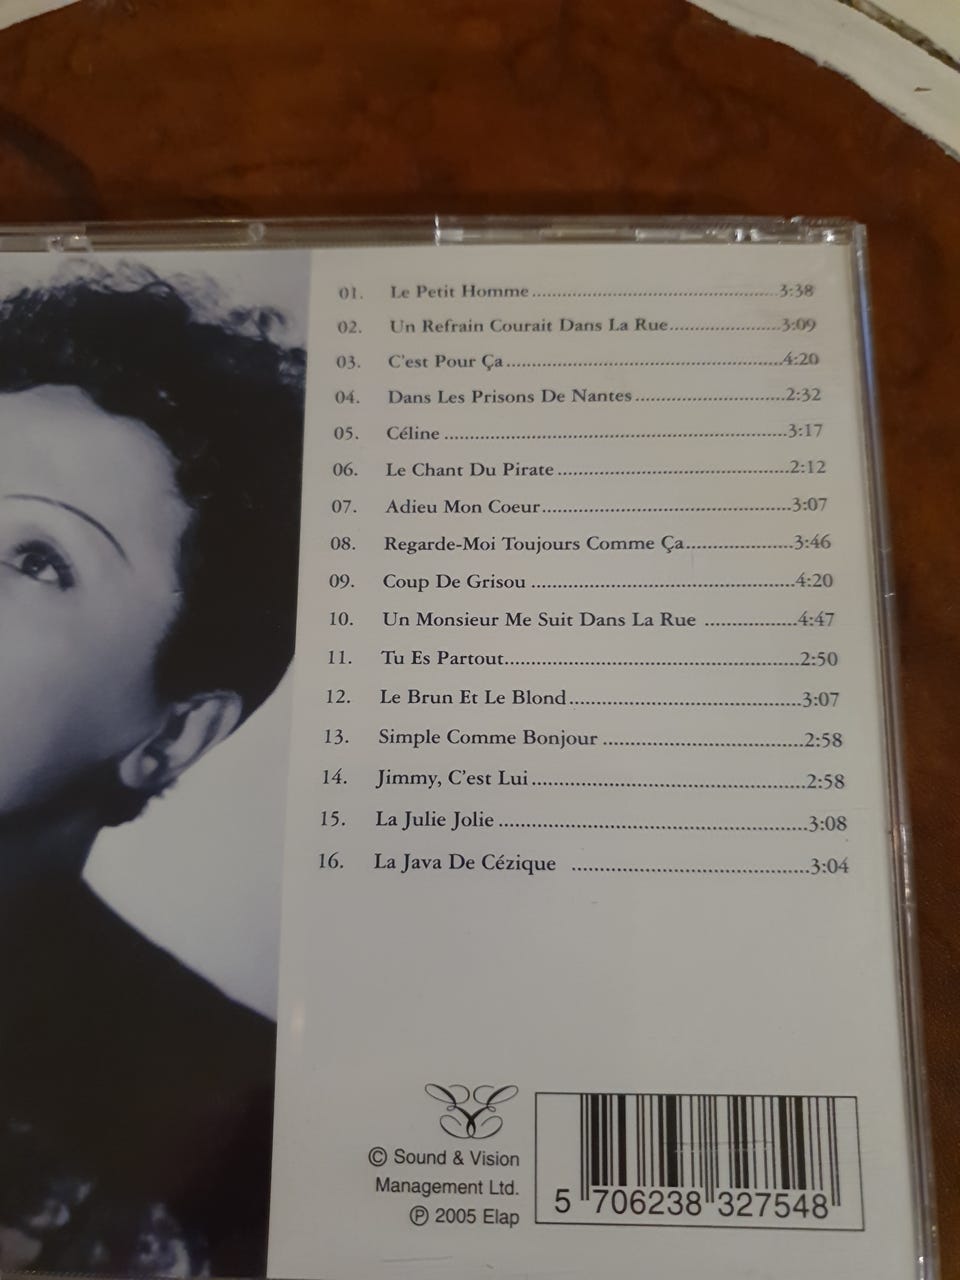 01. Le Petit Homme 3:38
02. Un Refrain Courait Dans La Rue 3:09
03. C'est Pour Ça 4:20
04. Dans Les Prisons De Nantes 2:32
05. Céline 3:17
06. Le Chant Du Pirate 2:12
07. Adieu Mon Coeur 3:07
08. Regarde-Moi Toujours Comme Ça 3:46
09. Coup De Grisou 4:20
10. Un Monsieur Me Suit Dans La Rue 4:47
11. Tu Es Partout 2:50
12. Le Brun Et Le Blond 3:07
13. Simple Comme Bonjour 2:58
14. Jimmy, C'est Lui 2:58
15. La Julie Jolie 3:08
16. La Java De Cézique 3:04
© Sound & Vision
Management Ltd.
℗ 2005 Elap
5 706238 327548